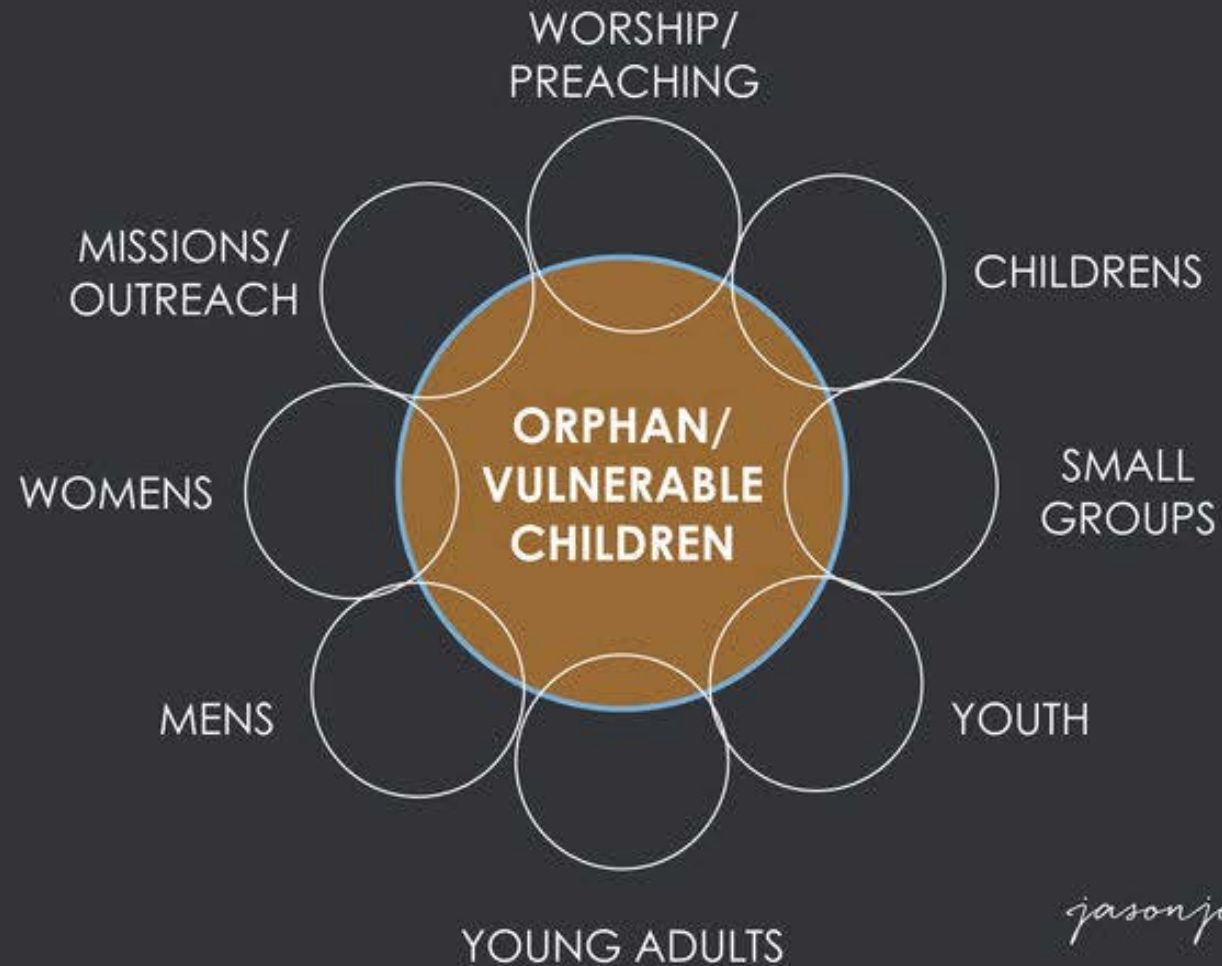 WORSHIP/
PREACHING
MISSIONS/
OUTREACH
CHILDRENS
ORPHAN/
VULNERABLE
CHILDREN
WOMENS
SMALL
GROUPS
MENS
YOUTH
YOUNG ADULTS